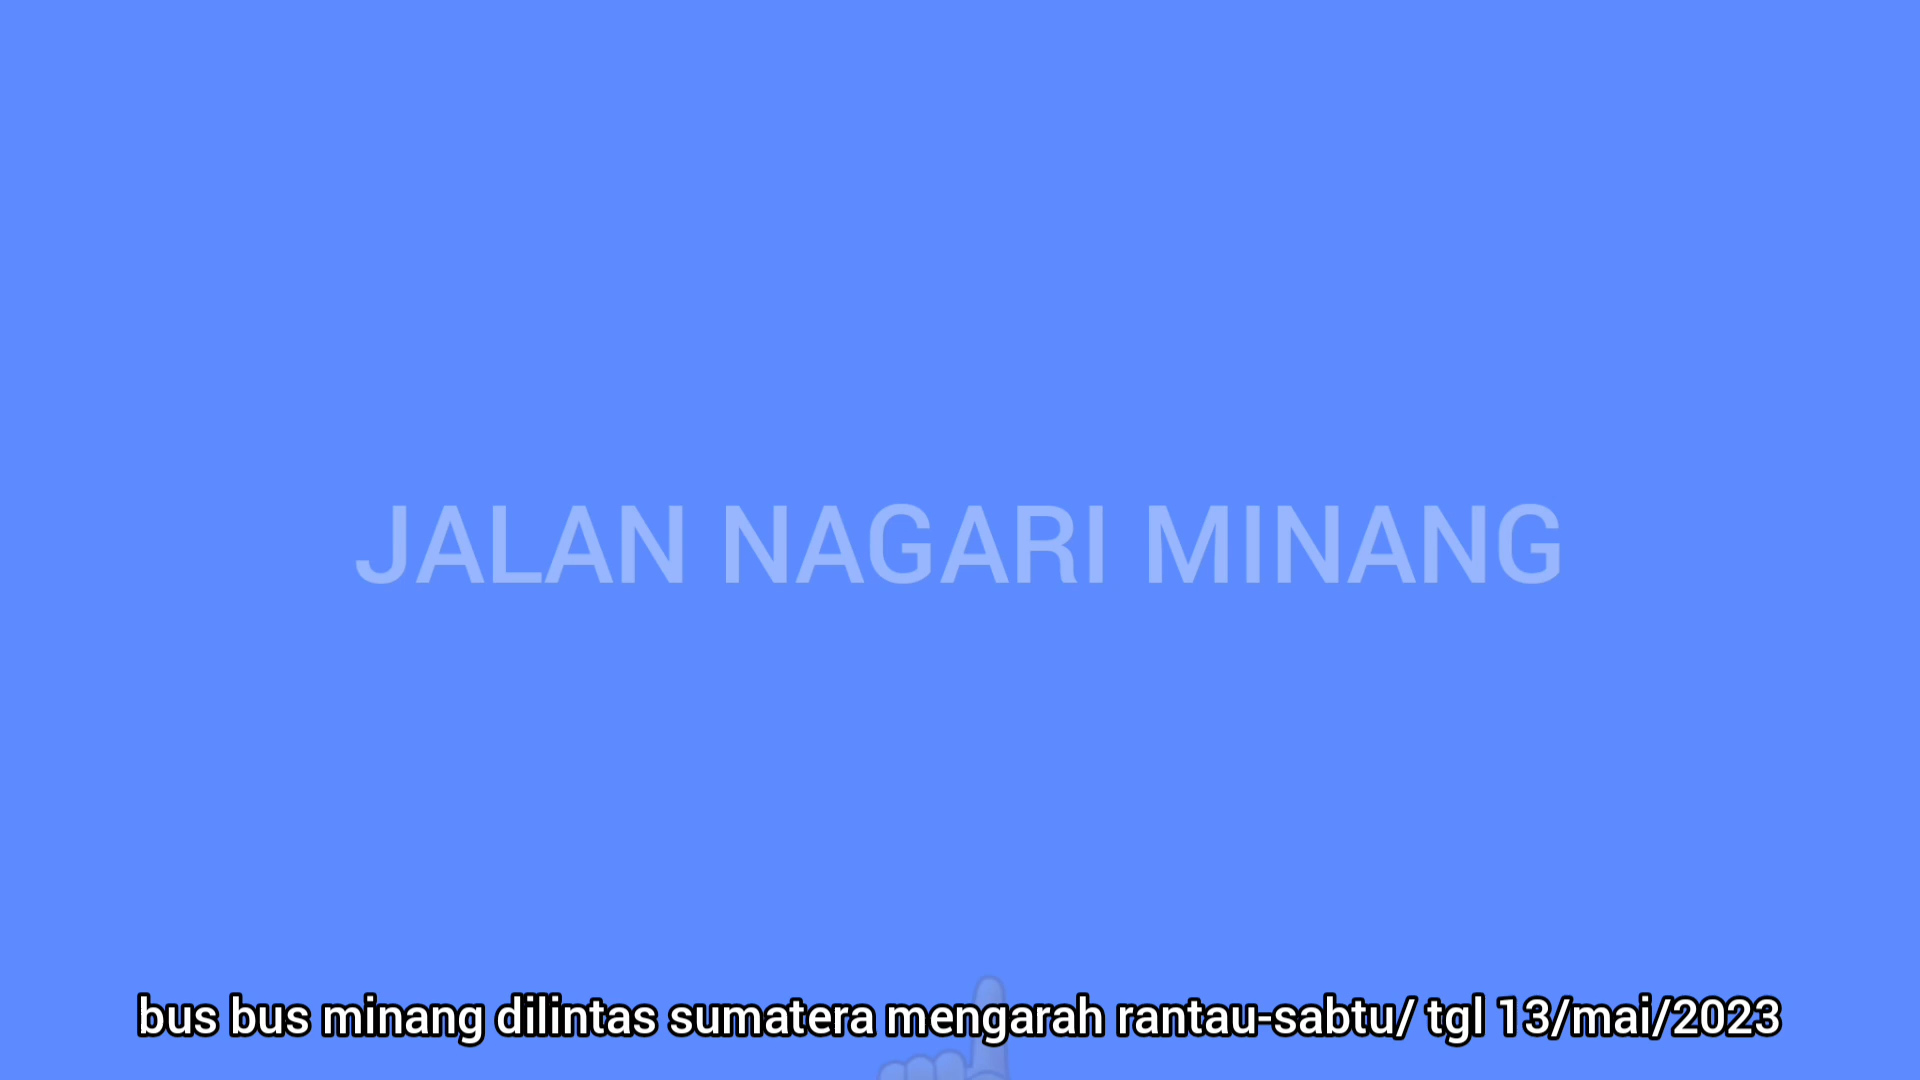 JALAN NAGARI MINANG
bus bus minang dilintas sumatera mengarah rantau-sabtu/ tgl 13/mai/2023